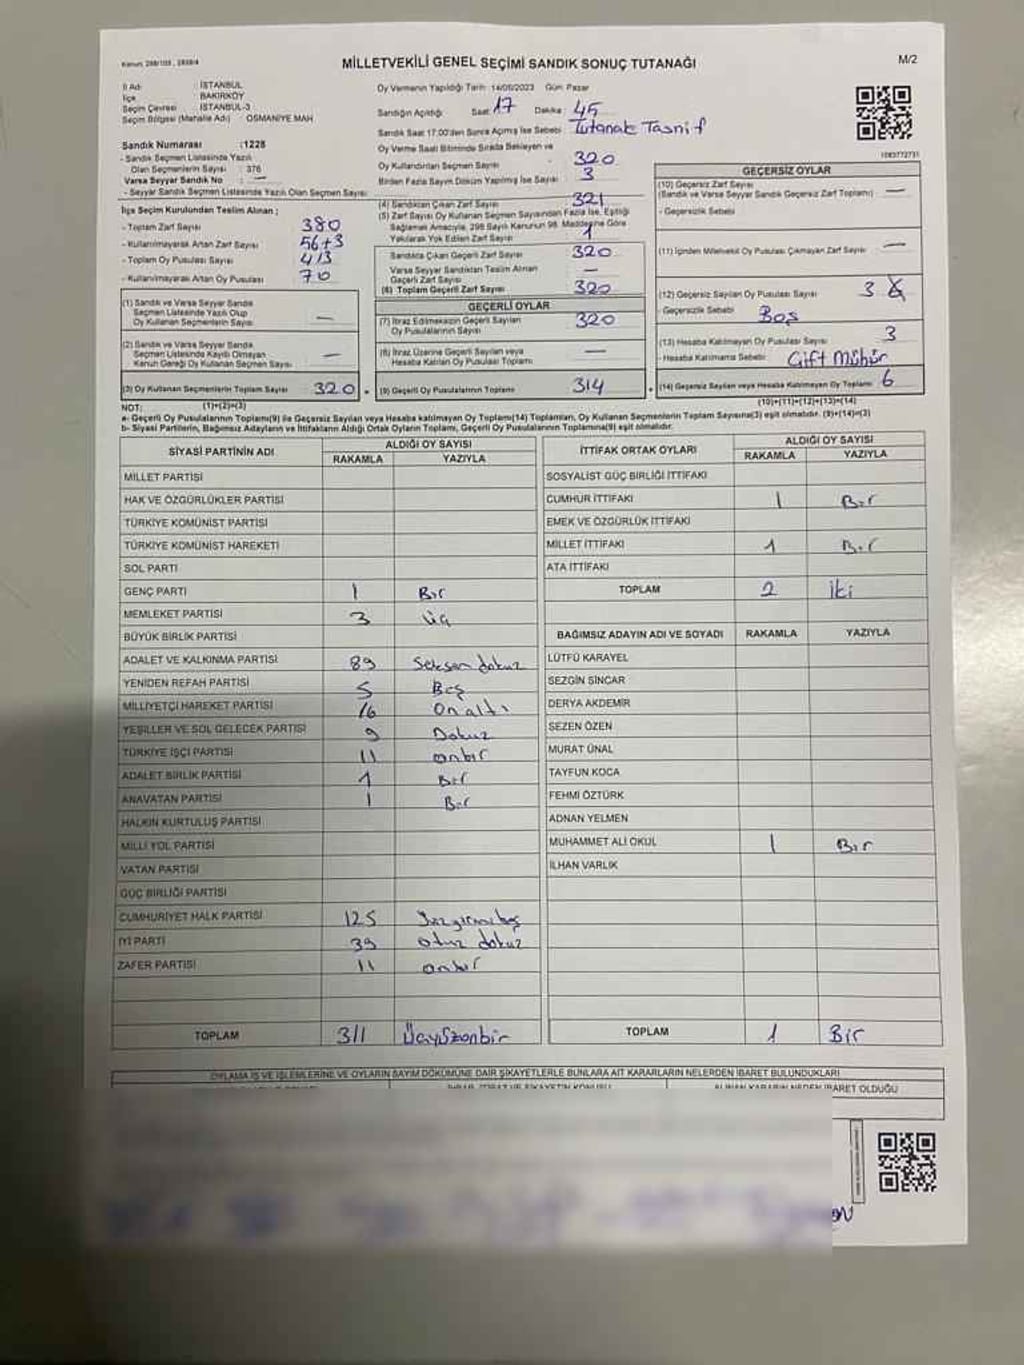 Kanun: 298/105, 2839/4
MİLLETVEKİLİ GENEL SEÇİMİ SANDIK SONUÇ TUTANAĞI
M/2
İl Adı : İSTANBUL
İlçe : BAKIRKÖY
Seçim Çevresi : İSTANBUL-3
Seçim Bölgesi (Mahalle Adı) : OSMANİYE MAH
Sandık Numarası :1228
- Sandık Seçmen Listesinde Yazılı
Olan Seçmenlerin Sayısı : 376
Varsa Seyyar Sandık No : —
- Seyyar Sandık Seçmen Listesinde Yazılı Olan Seçmen Sayısı:
Oy Vermenin Yapıldığı Tarih: 14/05/2023 Gün: Pazar
Sandığın Açıldığı : Saat: 17 Dakika : 45
Sandık Saat 17.00'den Sonra Açılmış İse Sebebi : Tutanak Tasnif
Oy Verme Saati Bitiminde Sırada Bekleyen ve
Oy Kullandırılan Seçmen Sayısı : 320
Birden Fazla Sayım Döküm Yapılmış İse Sayısı : 3
İlçe Seçim Kurulundan Teslim Alınan ;
- Toplam Zarf Sayısı : 380
- Kullanılmayarak Artan Zarf Sayısı : 56+3
- Toplam Oy Pusulası Sayısı : 413
- Kullanılmayarak Artan Oy Pusulası : 70
(4) Sandıktan Çıkan Zarf Sayısı 321
(5) Zarf Sayısı Oy Kullanan Seçmen Sayısından Fazla İse, Eşitliği
Sağlamak Amacıyla, 298 Sayılı Kanunun 98. Maddesine Göre
Yakılarak Yok Edilen Zarf Sayısı 1
Sandıkta Çıkan Geçerli Zarf Sayısı 320
Varsa Seyyar Sandıktan Teslim Alınan
Geçerli Zarf Sayısı —
(6) Toplam Geçerli Zarf Sayısı 320
1083772731
GEÇERSİZ OYLAR
(10) Geçersiz Zarf Sayısı
(Sandık ve Varsa Seyyar Sandık Geçersiz Zarf Toplamı) —
- Geçersizlik Sebebi
(11) İçinden Milletvekili Oy Pusulası Çıkmayan Zarf Sayısı —
(12) Geçersiz Sayılan Oy Pusulası Sayısı 3
- Geçersizlik Sebebi : Boş
(13) Hesaba Katılmayan Oy Pusulası Sayısı 3
- Hesaba Katılmama Sebebi : Çift Mühür
(14) Geçersiz Sayılan veya Hesaba Katılmayan Oy Toplamı 6
(10)+(11)+(12)+(13)=(14)
(1) Sandık ve Varsa Seyyar Sandık
Seçmen Listesinde Yazılı Olup
Oy Kullanan Seçmenlerin Sayısı —
(2) Sandık ve Varsa Seyyar Sandık
Seçmen Listesinde Kaydı Olmayan
Kanun Gereği Oy Kullanan Seçmen Sayısı —
(3) Oy Kullanan Seçmenlerin Toplam Sayısı 320
(1)+(2)=(3)
GEÇERLİ OYLAR
(7) İtiraz Edilmeksizin Geçerli Sayılan
Oy Pusulalarının Sayısı 320
(8) İtiraz Üzerine Geçerli Sayılan veya
Hesaba Katılan Oy Pusulası Toplamı —
(9) Geçerli Oy Pusulalarının Toplamı 314
NOT:
a- Geçerli Oy Pusulalarının Toplamı(9) ile Geçersiz Sayılan veya Hesaba katılmayan Oy Toplamı(14) Toplamları, Oy Kullanan Seçmenlerin Toplam Sayısına(3) eşit olmalıdır. (9)+(14)=(3)
b- Siyasi Partilerin, Bağımsız Adayların ve İttifakların Aldığı Ortak Oyların Toplamı, Geçerli Oy Pusulalarının Toplamına(9) eşit olmalıdır.
SİYASİ PARTİNİN ADI ALDIĞI OY SAYISI
RAKAMLA YAZIYLA
MİLLET PARTİSİ
HAK VE ÖZGÜRLÜKLER PARTİSİ
TÜRKİYE KOMÜNİST PARTİSİ
TÜRKİYE KOMÜNİST HAREKETİ
SOL PARTİ
GENÇ PARTİ 1 Bir
MEMLEKET PARTİSİ 3 Üç
BÜYÜK BİRLİK PARTİSİ
ADALET VE KALKINMA PARTİSİ 89 Seksen dokuz
YENİDEN REFAH PARTİSİ 5 Beş
MİLLİYETÇİ HAREKET PARTİSİ 16 On altı
YEŞİLLER VE SOL GELECEK PARTİSİ 9 Dokuz
TÜRKİYE İŞÇİ PARTİSİ 11 onbir
ADALET BİRLİK PARTİSİ 1 Bir
ANAVATAN PARTİSİ 1 Bir
HALKIN KURTULUŞ PARTİSİ
MİLLİ YOL PARTİSİ
VATAN PARTİSİ
GÜÇ BİRLİĞİ PARTİSİ
CUMHURİYET HALK PARTİSİ 125 Yüzyirmibeş
İYİ PARTİ 39 otuz dokuz
ZAFER PARTİSİ 11 onbir
TOPLAM 311 Üçyüzonbir
İTTİFAK ORTAK OYLARI ALDIĞI OY SAYISI
RAKAMLA YAZIYLA
SOSYALİST GÜÇ BİRLİĞİ İTTİFAKI
CUMHUR İTTİFAKI 1 Bir
EMEK VE ÖZGÜRLÜK İTTİFAKI
MİLLET İTTİFAKI 1 Bir
ATA İTTİFAKI
TOPLAM 2 iki
BAĞIMSIZ ADAYIN ADI VE SOYADI RAKAMLA YAZIYLA
LÜTFÜ KARAYEL
SEZGİN SİNCAR
DERYA AKDEMİR
SEZEN ÖZEN
MURAT ÜNAL
TAYFUN KOCA
FEHMİ ÖZTÜRK
ADNAN YELMEN
MUHAMMET ALİ OKUL 1 Bir
İLHAN VARLIK
TOPLAM 1 Bir
OYLAMA İŞ VE İŞLEMLERİNE VE OYLARIN SAYIM DÖKÜMÜNE DAİR ŞİKAYETLERLE BUNLARA AİT KARARLARIN NELERDEN İBARET BULUNDUKLARI
ALINAN KARARIN NEDEN İBARET OLDUĞU